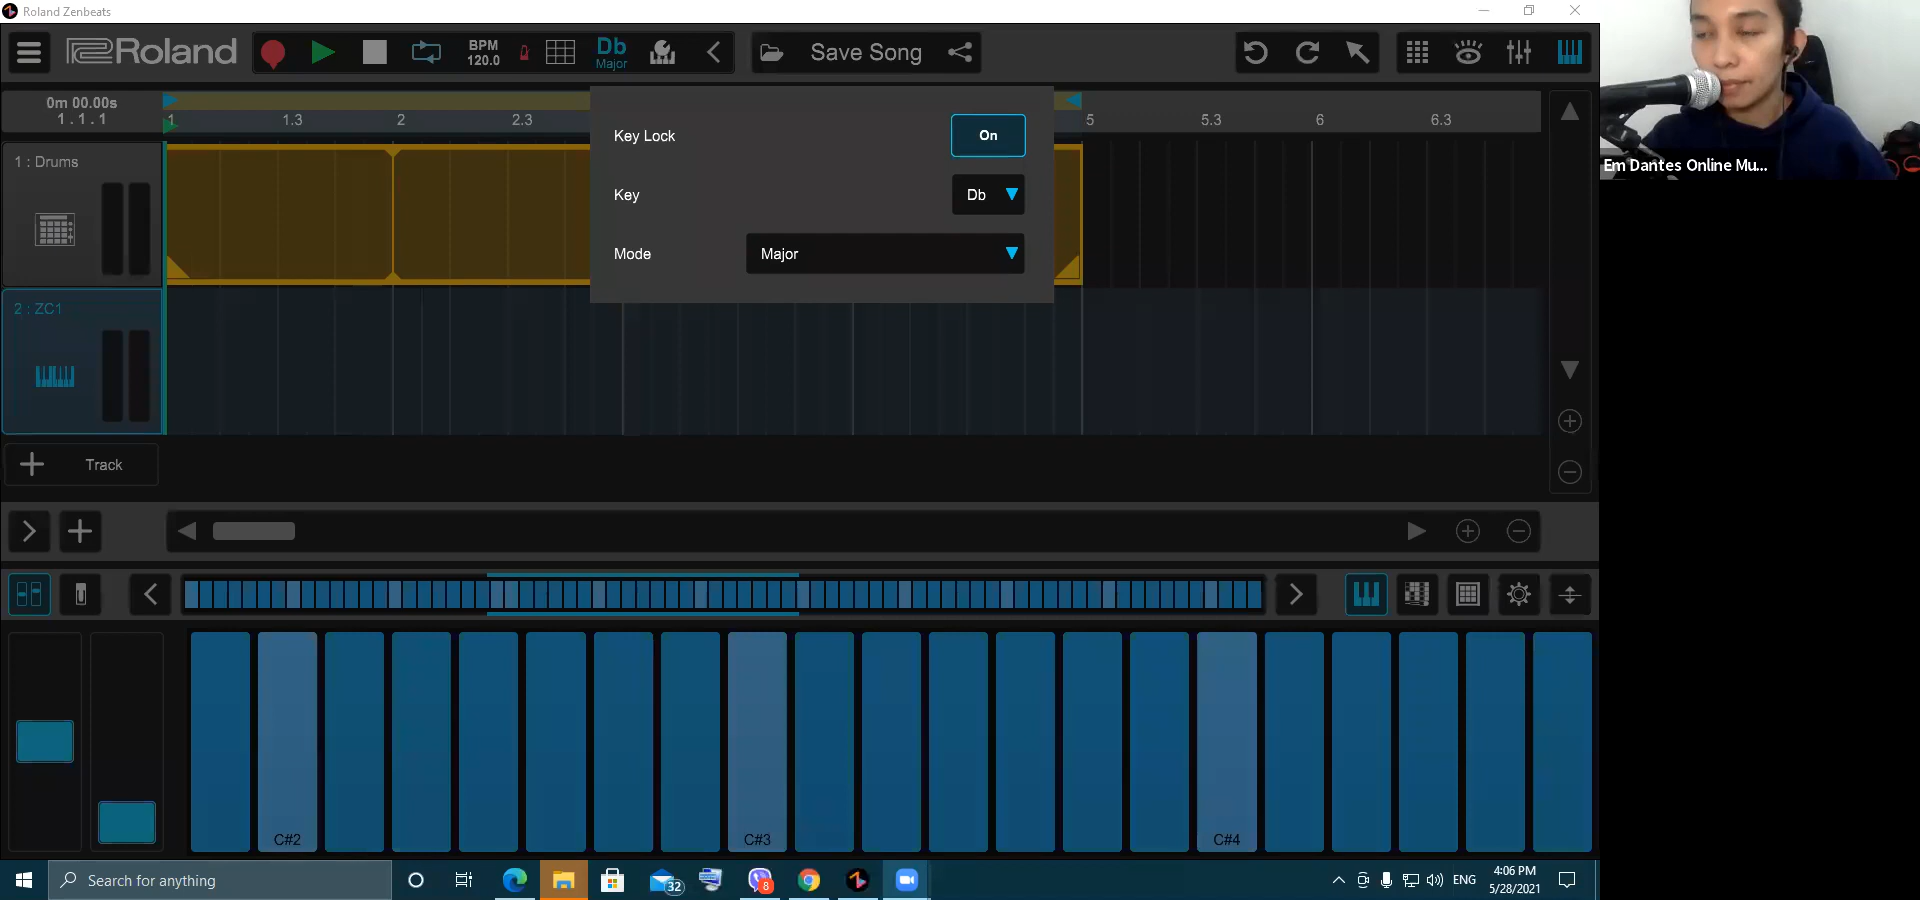 Roland Zenbeats
Roland
BPM
120.0
Db
Major
Save Song
0m 00.00s
1.1.1
1
1.3
2
2.3
5
5.3
6
6.3
Key Lock
On
Key
Db
Mode
Major
Em Dantes Online Mu...
1 : Drums
2 : ZC1
Track
C#2
C#3
C#4
Search for anything
32
8
ENG
4:06 PM
5/28/2021